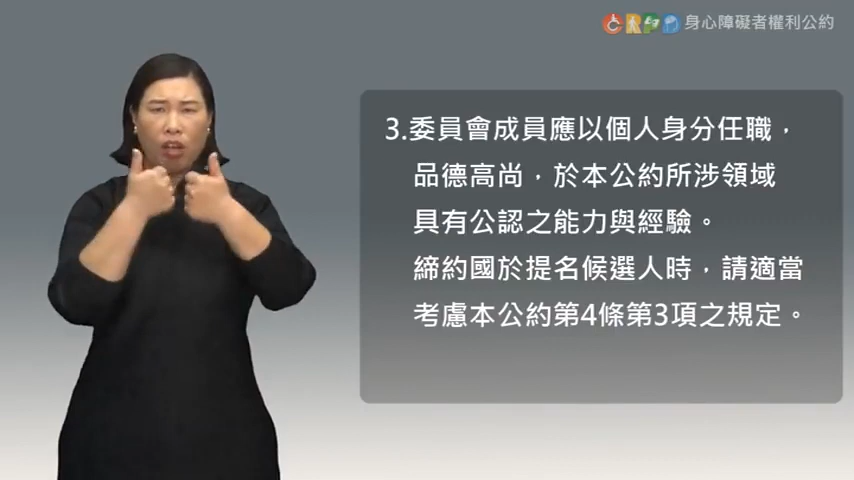 CRPD 身心障礙者權利公約
3.委員會成員應以個人身分任職，
品德高尚，於本公約所涉領域
具有公認之能力與經驗。
締約國於提名候選人時，請適當
考慮本公約第4條第3項之規定。